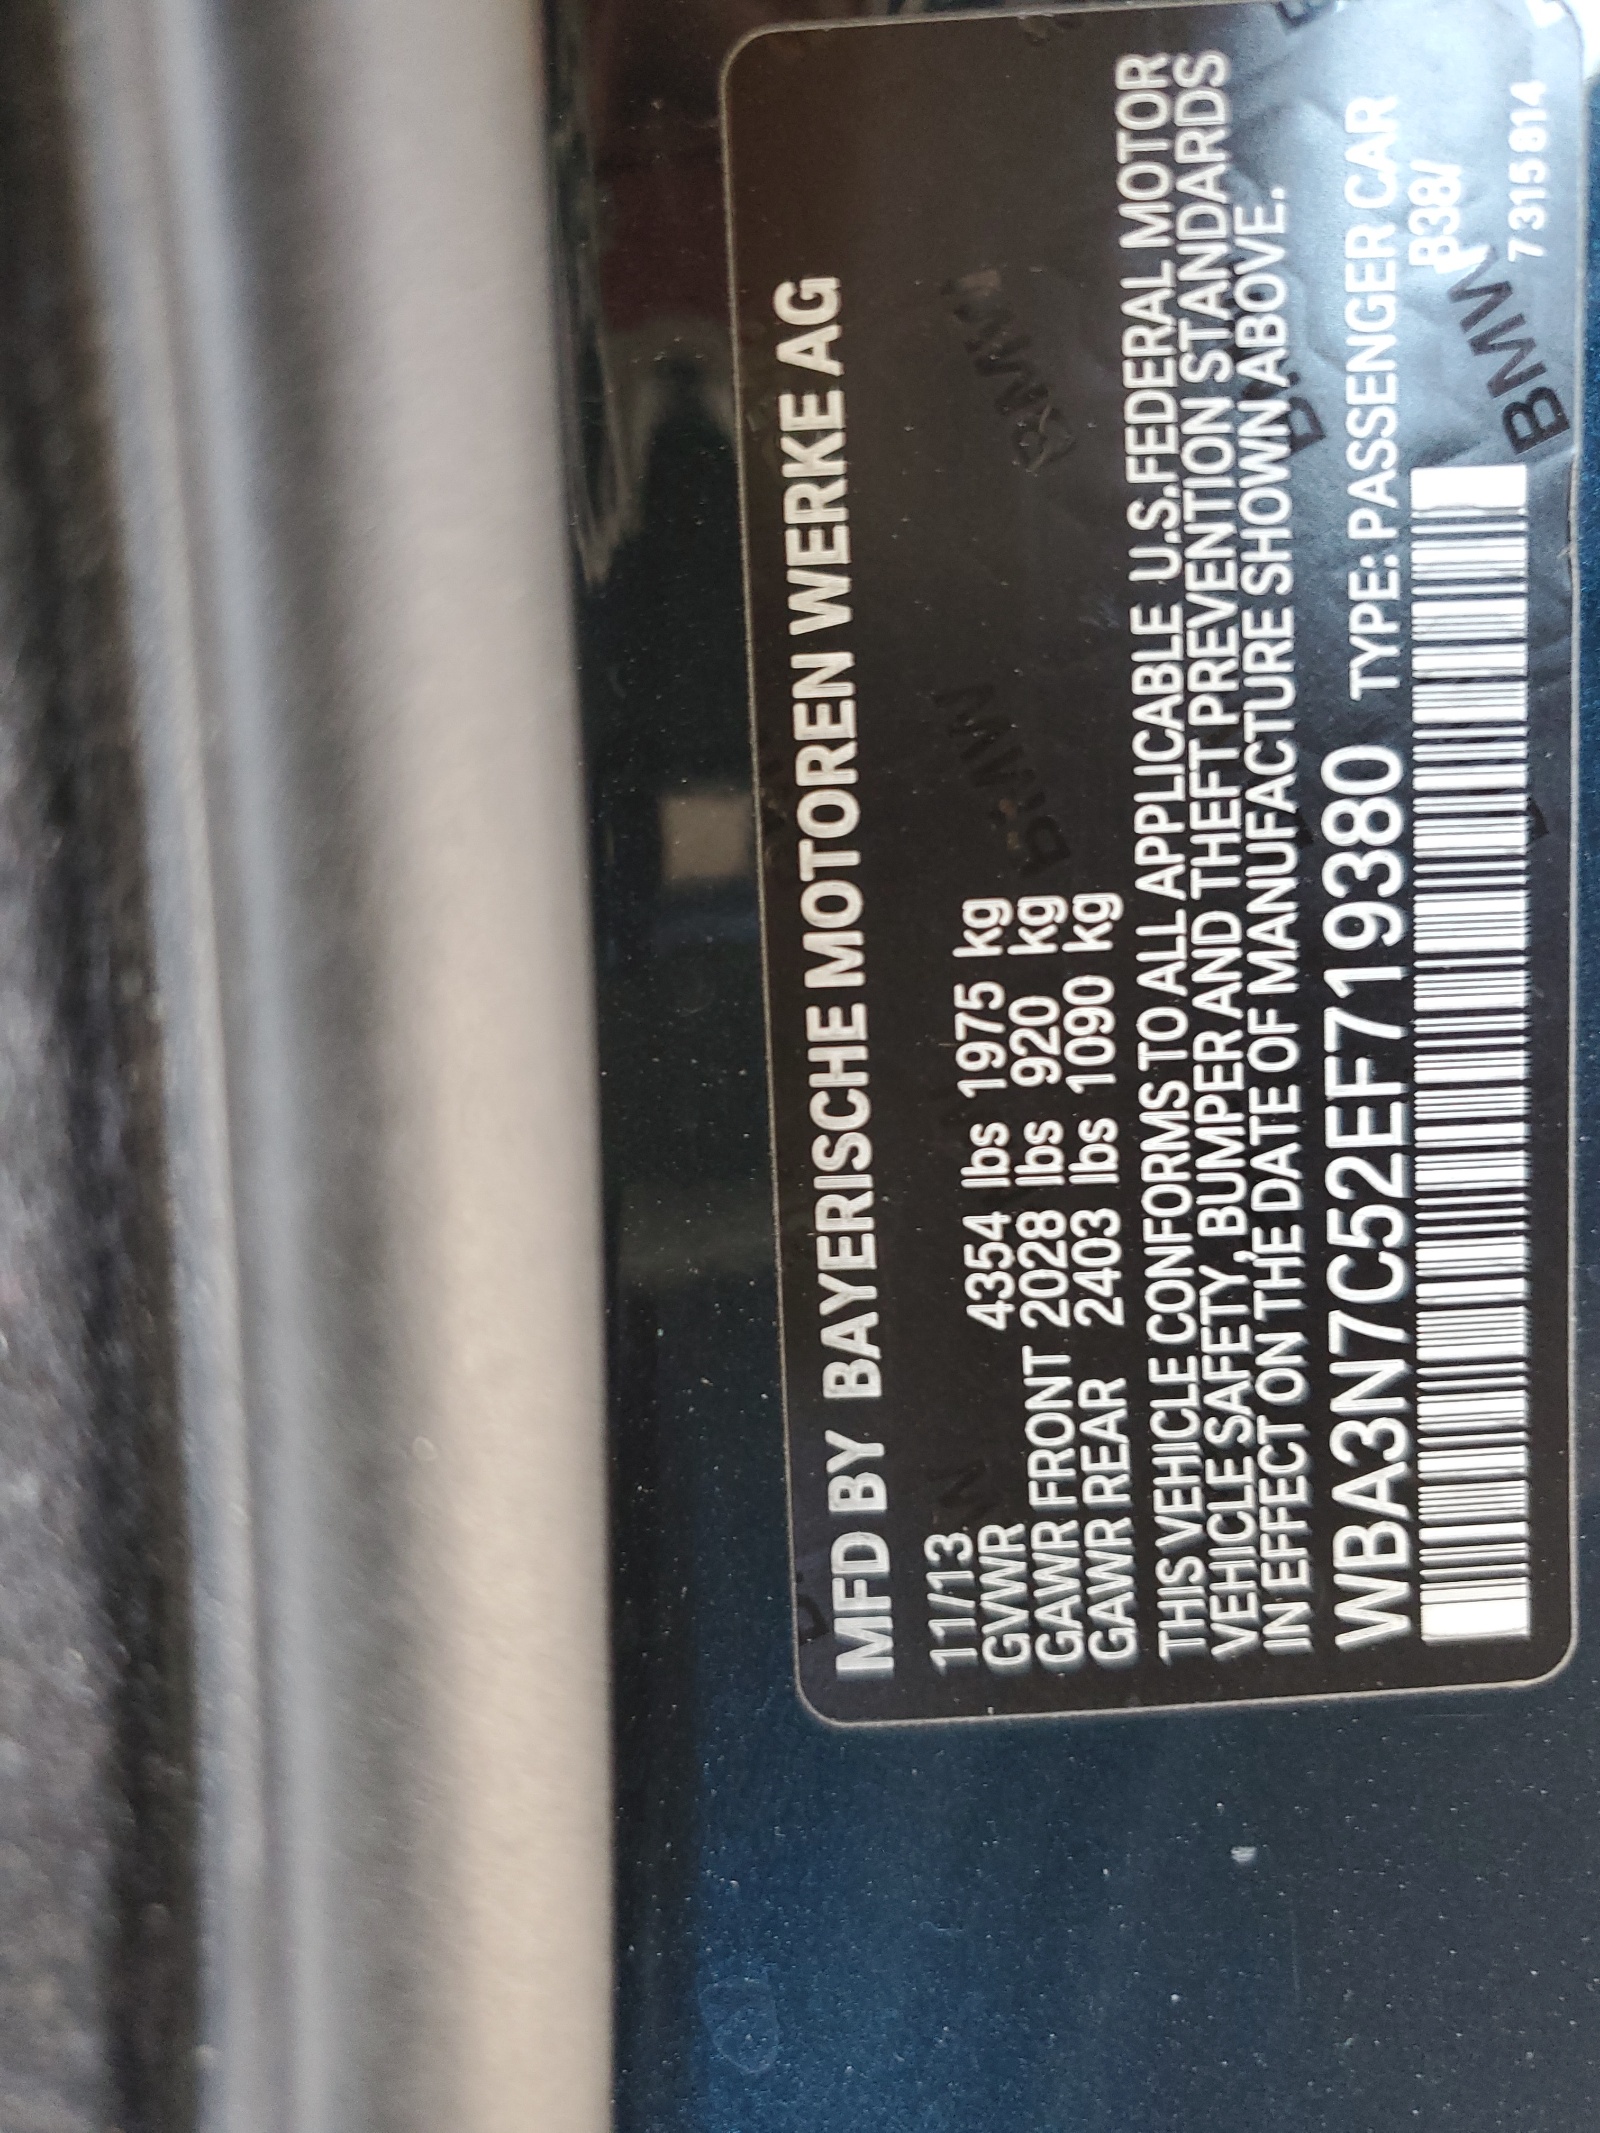 MFD BY BAYERISCHE MOTOREN WERKE AG
11/13
GVWR 4354 lbs 1975 kg
GAWR FRONT 2028 lbs 920 kg
GAWR REAR 2403 lbs 1090 kg
THIS VEHICLE CONFORMS TO ALL APPLICABLE U.S.FEDERAL MOTOR
VEHICLE SAFETY, BUMPER AND THEFT PREVENTION STANDARDS
IN EFFECT ON THE DATE OF MANUFACTURE SHOWN ABOVE.
WBA3N7C52EF719380 TYPE: PASSENGER CAR
B38/
BMW
7315814